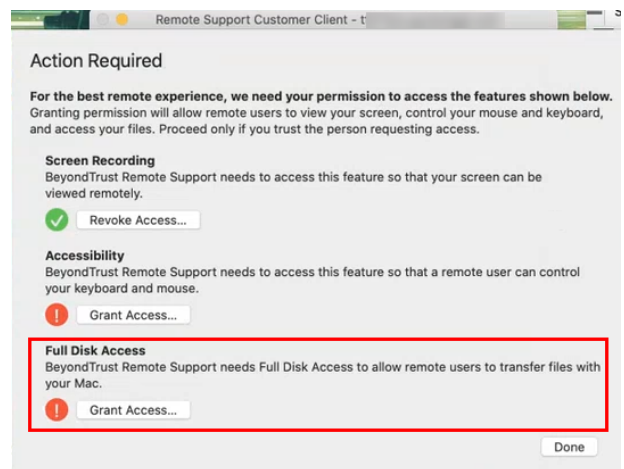 Remote Support Customer Client - t
S
Action Required
For the best remote experience, we need your permission to access the features shown below.
Granting permission will allow remote users to view your screen, control your mouse and keyboard,
and access your files. Proceed only if you trust the person requesting access.
Screen Recording
BeyondTrust Remote Support needs to access this feature so that your screen can be
viewed remotely.
Revoke Access...
Accessibility
BeyondTrust Remote Support needs to access this feature so that a remote user can control
your keyboard and mouse.
Grant Access...
Full Disk Access
BeyondTrust Remote Support needs Full Disk Access to allow remote users to transfer files with
your Mac.
Grant Access...
Done